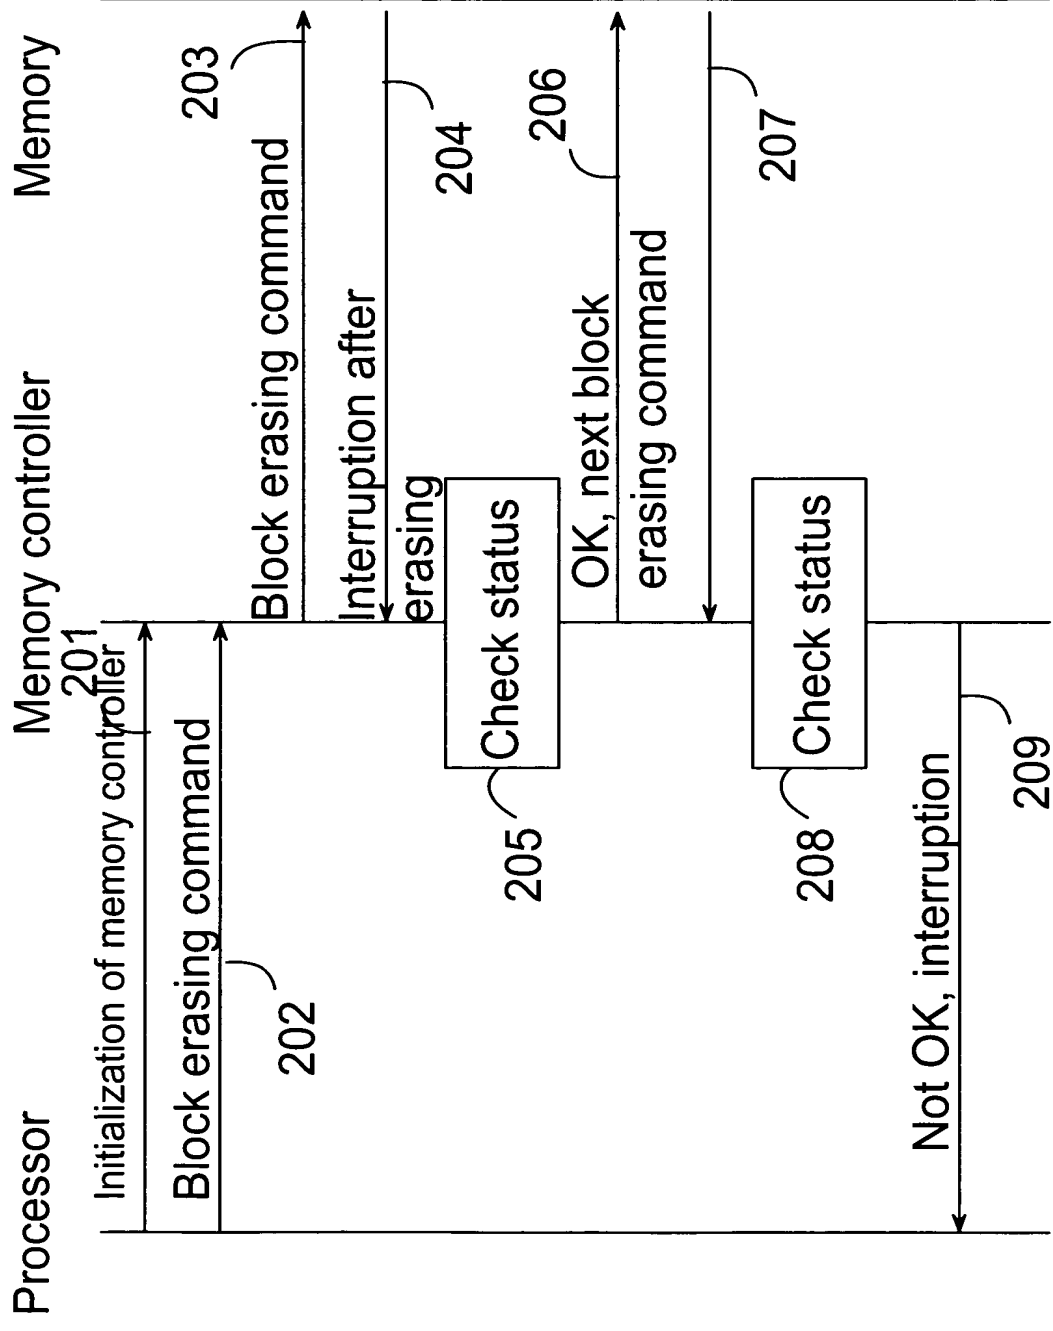 Processor
Memory controller
Memory
201
Initialization of memory controller
Block erasing command
202
Block erasing command
203
Interruption after
erasing
204
Check status
205
OK, next block
erasing command
206
207
Check status
208
Not OK, interruption
209